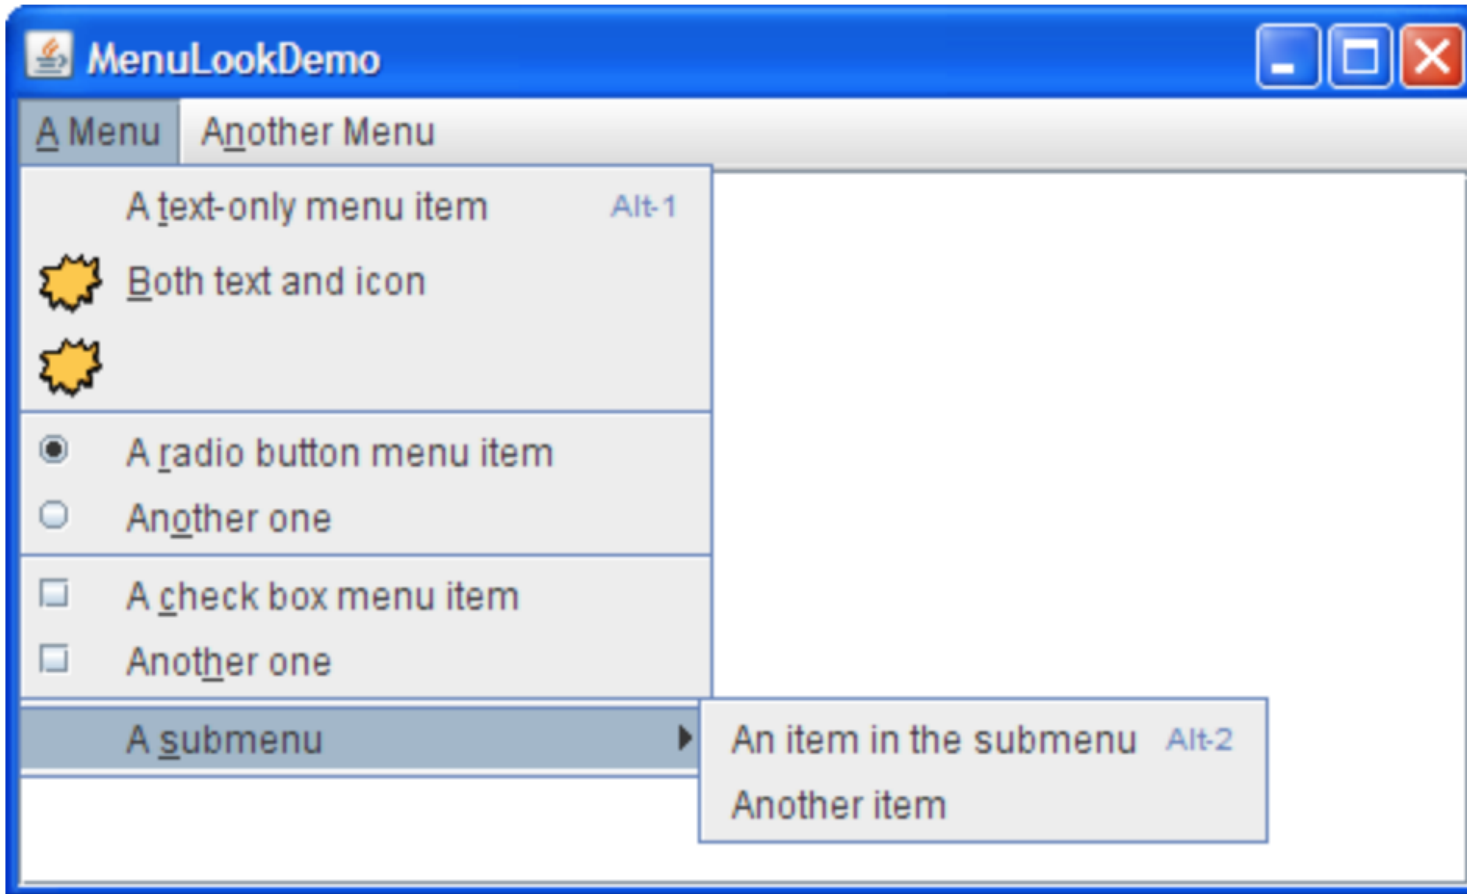 MenuLookDemo
A Menu Another Menu
A text-only menu item Alt-1
Both text and icon
A radio button menu item
Another one
A check box menu item
Another one
A submenu
An item in the submenu Alt-2
Another item